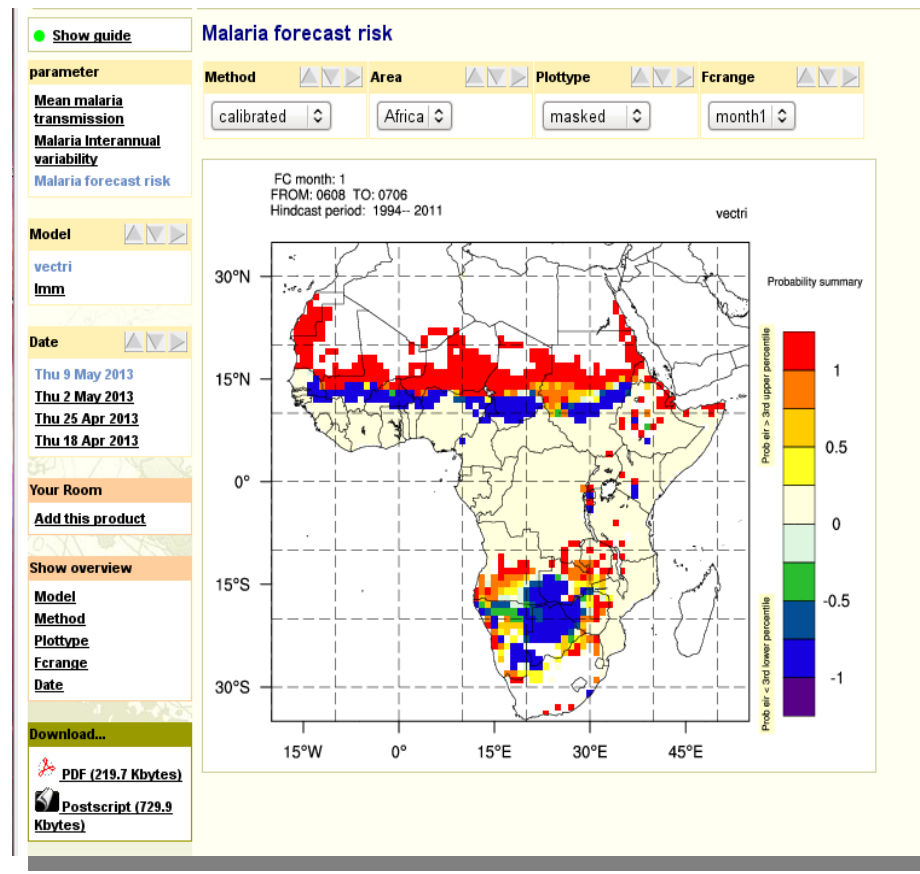 Show guide
parameter
Mean malaria
transmission
Malaria Interannual
variability
Malaria forecast risk
Model
vectri
lmm
Date
Thu 9 May 2013
Thu 2 May 2013
Thu 25 Apr 2013
Thu 18 Apr 2013
Your Room
Add this product
Show overview
Model
Method
Plottype
Fcrange
Date
Download...
PDF (219.7 Kbytes)
Postscript (729.9
Kbytes)
Malaria forecast risk
Method
Area
Plottype
Fcrange
calibrated
Africa
masked
month1
FC month: 1
FROM: 0608 TO: 0706
Hindcast period: 1994-- 2011
vectri
30°N
15°N
0°
15°S
30°S
15°W
0°
15°E
30°E
45°E
Probability summary
Prob eir > 3rd upper percentile
Prob eir < 3rd lower percentile
1
0.5
0
-0.5
-1